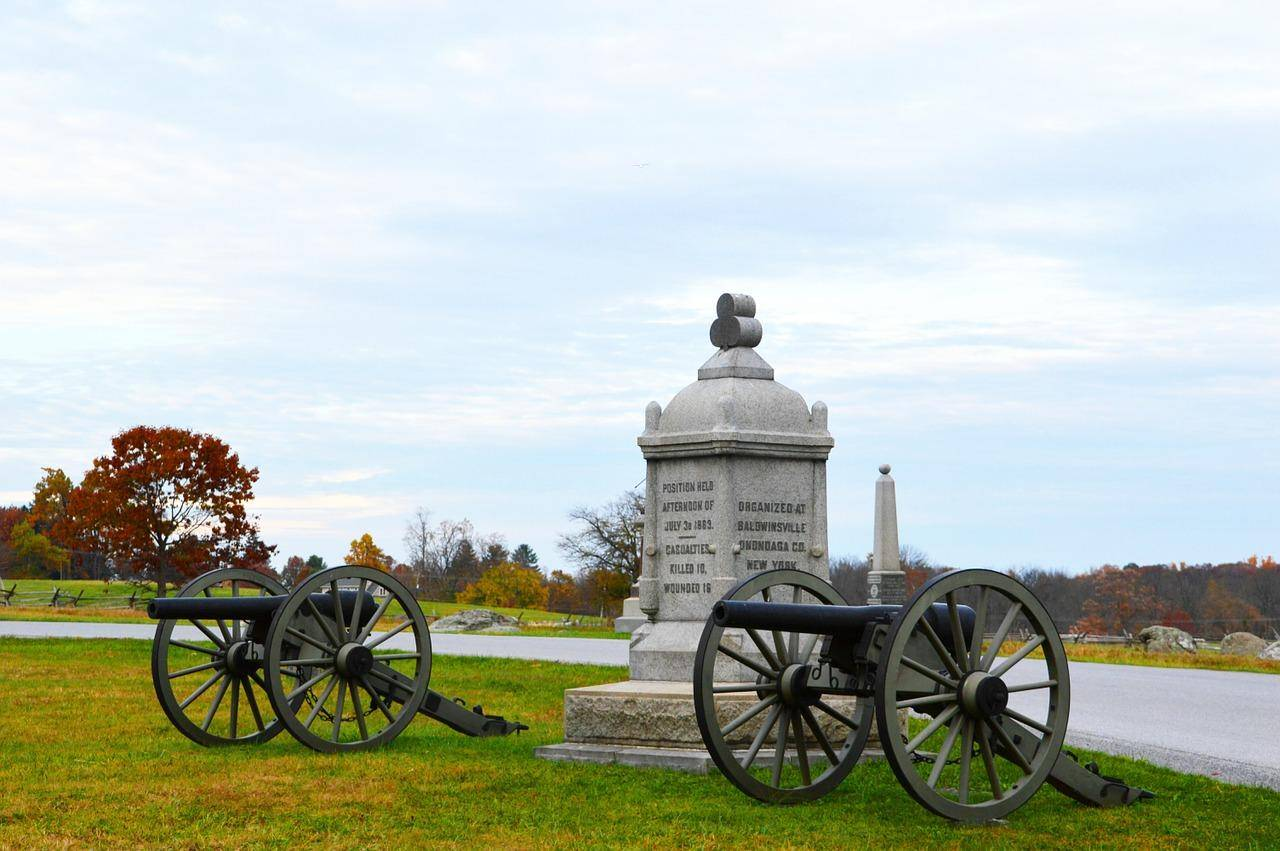 POSITION HELD
AFTERNOON OF
JULY 3D 1863.
CASUALTIES
KILLED 10,
WOUNDED 16
ORGANIZED AT
BALDWINSVILLE
ONONDAGA CO.
NEW YORK.